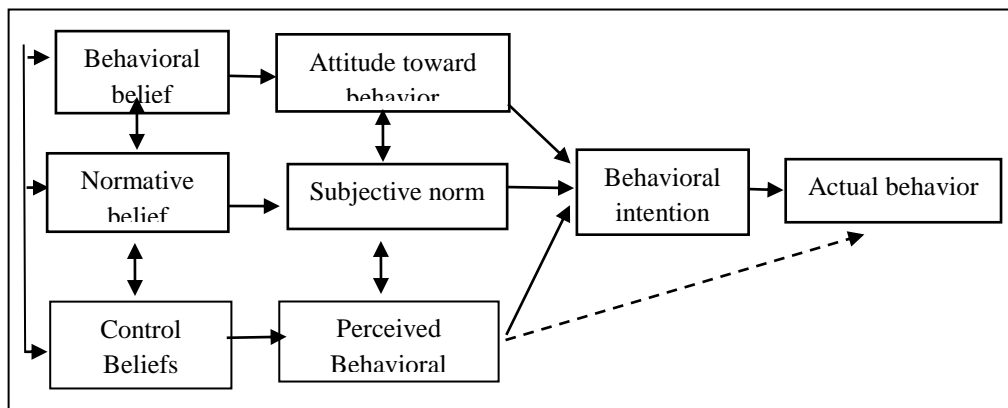 Behavioral
belief
Attitude toward
behavior
Normative
belief
Subjective norm
Behavioral
intention
Actual behavior
Control
Beliefs
Perceived
Behavioral